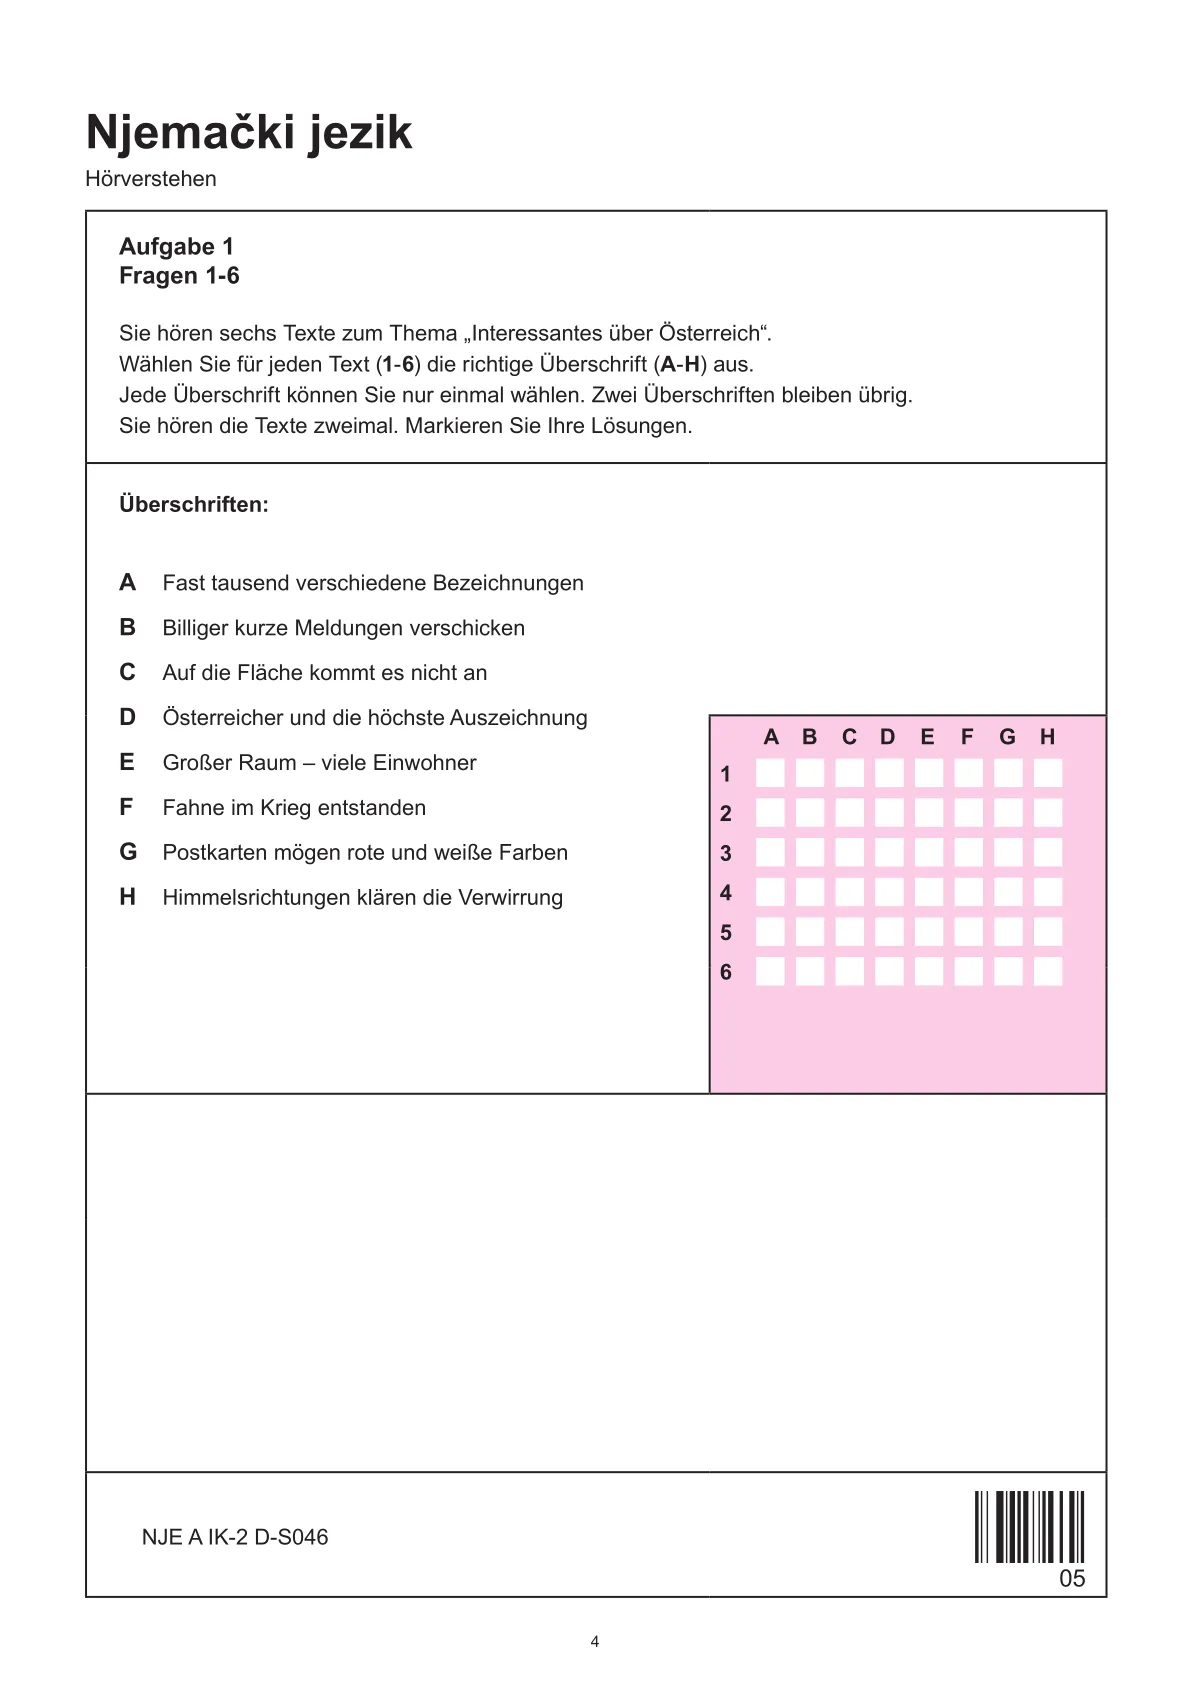 Njemački jezik
Hörverstehen
Aufgabe 1
Fragen 1-6
Sie hören sechs Texte zum Thema „Interessantes über Österreich“.
Wählen Sie für jeden Text (1-6) die richtige Überschrift (A-H) aus.
Jede Überschrift können Sie nur einmal wählen. Zwei Überschriften bleiben übrig.
Sie hören die Texte zweimal. Markieren Sie Ihre Lösungen.
Überschriften:
A Fast tausend verschiedene Bezeichnungen
B Billiger kurze Meldungen verschicken
C Auf die Fläche kommt es nicht an
D Österreicher und die höchste Auszeichnung
E Großer Raum – viele Einwohner
F Fahne im Krieg entstanden
G Postkarten mögen rote und weiße Farben
H Himmelsrichtungen klären die Verwirrung
A B C D E F G H
1
2
3
4
5
6
NJE A IK-2 D-S046
05
4